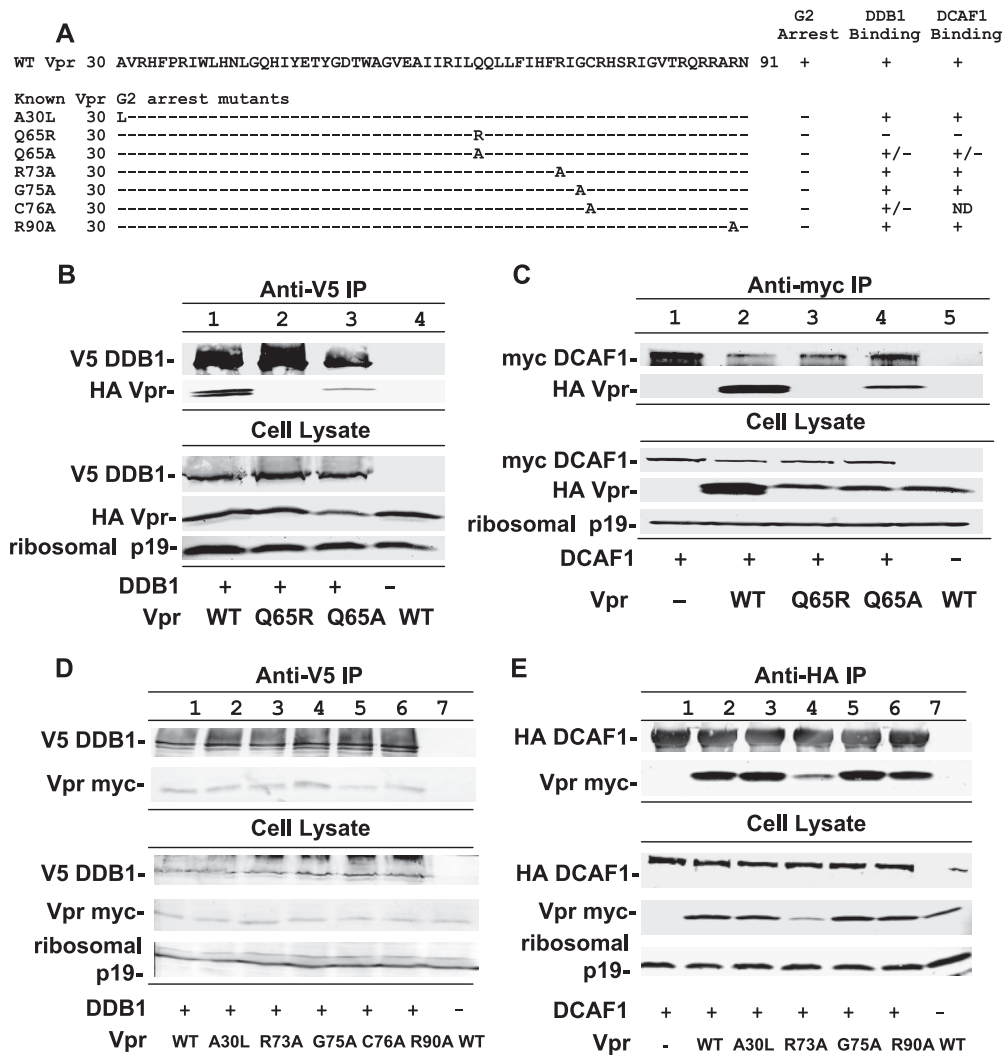 A
G2 Arrest DDB1 Binding DCAF1 Binding
WT Vpr 30 AVRHFPRIWLHNLGQHIYETYGDTWAGVEAIIRILQQLLFIHFRIGCRHSRIGVTRQRRARN 91 + + +
Known Vpr G2 arrest mutants
A30L 30 L------------------------------------------------------------- – + +
Q65R 30 -----------------------------------R-------------------------- – – –
Q65A 30 -----------------------------------A-------------------------- – +/– +/–
R73A 30 -------------------------------------------A------------------ – + +
G75A 30 ---------------------------------------------A---------------- – + +
C76A 30 ----------------------------------------------A--------------- – +/– ND
R90A 30 ------------------------------------------------------------A- – + +
B
Anti-V5 IP
1 2 3 4
V5 DDB1-
HA Vpr-
Cell Lysate
V5 DDB1-
HA Vpr-
ribosomal p19-
DDB1 + + + –
Vpr WT Q65R Q65A WT
C
Anti-myc IP
1 2 3 4 5
myc DCAF1-
HA Vpr-
Cell Lysate
myc DCAF1-
HA Vpr-
ribosomal p19-
DCAF1 + + + + –
Vpr – WT Q65R Q65A WT
D
Anti-V5 IP
1 2 3 4 5 6 7
V5 DDB1-
Vpr myc-
Cell Lysate
V5 DDB1-
Vpr myc-
ribosomal
p19-
DDB1 + + + + + + –
Vpr WT A30L R73A G75A C76A R90A WT
E
Anti-HA IP
1 2 3 4 5 6 7
HA DCAF1-
Vpr myc-
Cell Lysate
HA DCAF1-
Vpr myc-
ribosomal
p19-
DCAF1 + + + + + + –
Vpr - WT A30L R73A G75A R90A WT